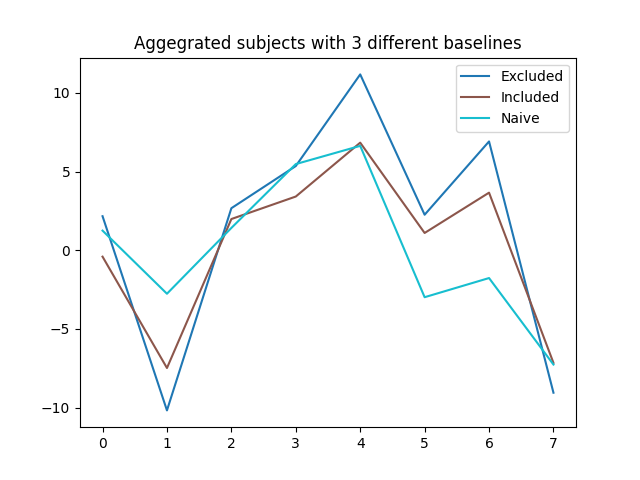 Aggegrated subjects with 3 different baselines
Excluded
Included
Naive
10
5
0
−5
−10
0 1 2 3 4 5 6 7